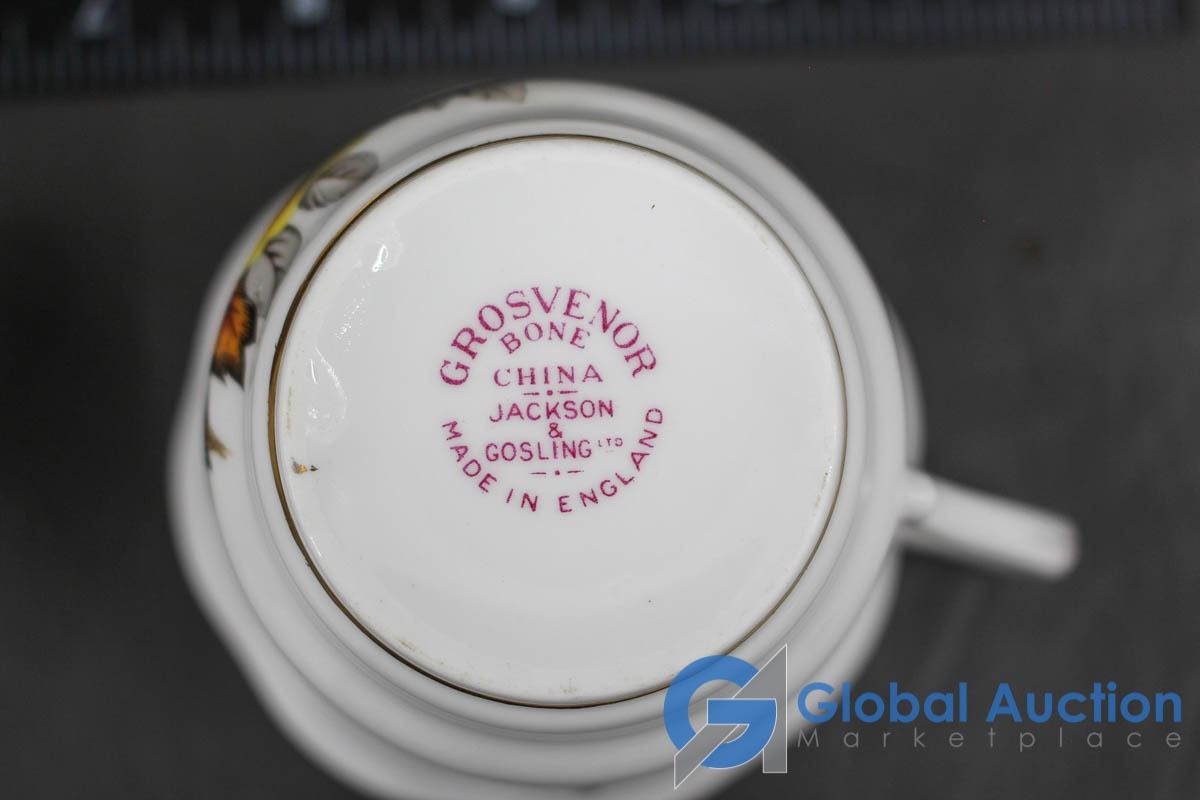 GROSVENOR
BONE
CHINA
JACKSON
&
GOSLING LTD
MADE IN ENGLAND
Global Auction
Marketplace